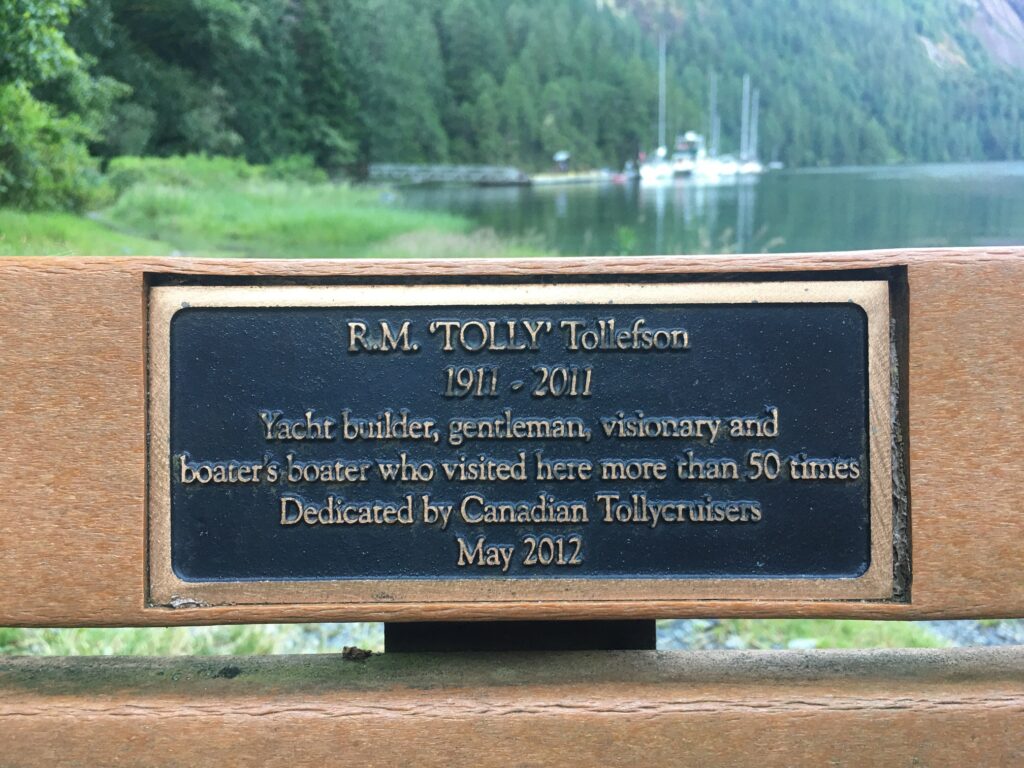 R.M. 'TOLLY' Tollefson
1911 - 2011
Yacht builder, gentleman, visionary and
boater's boater who visited here more than 50 times
Dedicated by Canadian Tollycruisers
May 2012